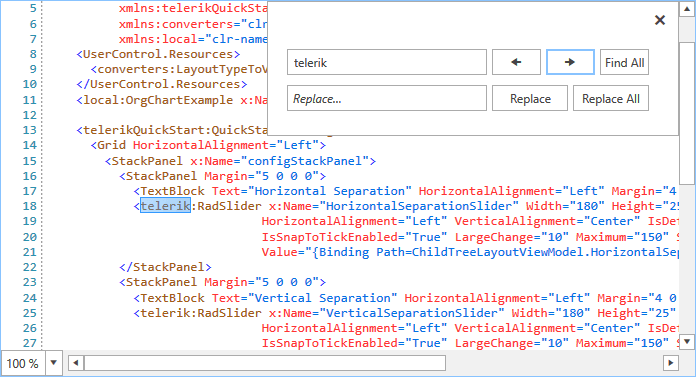 5 xmlns:telerikQuickSta
6 xmlns:converters="clr
7 xmlns:local="clr-name
8 <UserControl.Resources>
9 <converters:LayoutTypeToV
10 </UserControl.Resources>
11 <local:OrgChartExample x:Na
12
13 <telerikQuickStart:QuickSta
14 <Grid HorizontalAlignment="Left">
15 <StackPanel x:Name="configStackPanel">
16 <StackPanel Margin="5 0 0 0">
17 <TextBlock Text="Horizontal Separation" HorizontalAlignment="Left" Margin="4
18 <telerik:RadSlider x:Name="HorizontalSeparationSlider" Width="180" Height="25
19 HorizontalAlignment="Left" VerticalAlignment="Center" IsDe
20 IsSnapToTickEnabled="True" LargeChange="10" Maximum="150" S
21 Value="{Binding Path=ChildTreeLayoutViewModel.HorizontalSep
22 </StackPanel>
23 <StackPanel Margin="5 0 0 0">
24 <TextBlock Text="Vertical Separation" HorizontalAlignment="Left" Margin="4 0
25 <telerik:RadSlider x:Name="VerticalSeparationSlider" Width="180" Height="25"
26 HorizontalAlignment="Left" VerticalAlignment="Center" IsDe
27 IsSnapToTickEnabled="True" LargeChange="10" Maximum="150" S
telerik
Find All
Replace...
Replace
Replace All
100 %